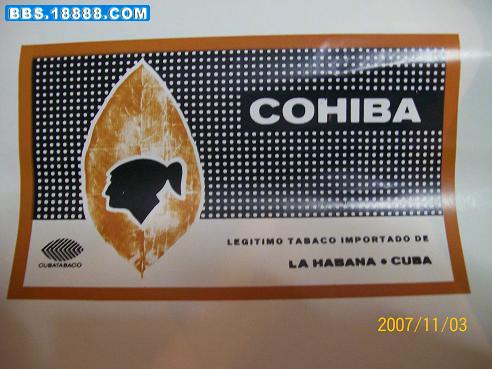 BBS.18888.COM
COHIBA
LEGITIMO TABACO IMPORTADO DE
LA HABANA • CUBA
CUBATABACO
2007/11/03